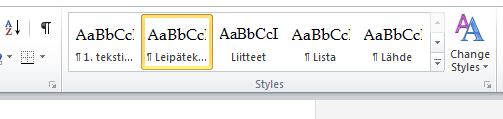 AaBbCcI AaBbCcI AaBbCcI AaBbCcI AaBbCcI
¶ 1. teksti... ¶ Leipätek... Liitteet ¶ Lista ¶ Lähde
Change
Styles
Styles